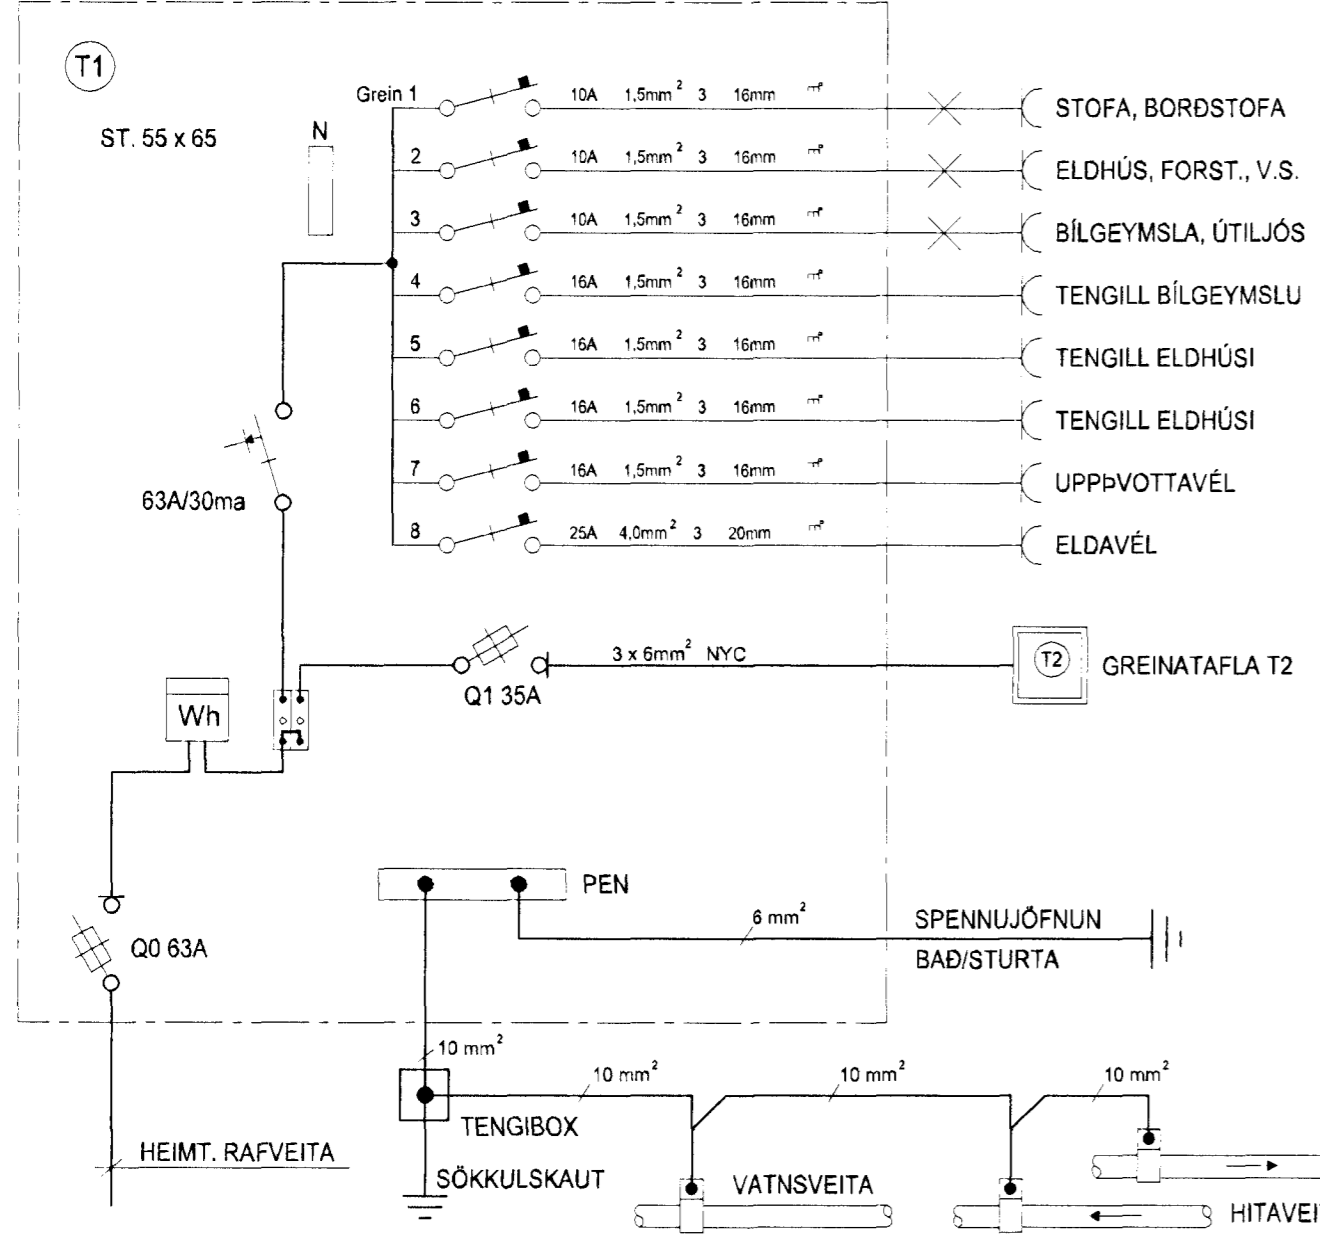 T1
ST. 55 x 65
N
Grein 1 10A 1,5mm² 3 16mm STOFA, BORÐSTOFA
2 10A 1,5mm² 3 16mm ELDHÚS, FORST., V.S.
3 10A 1,5mm² 3 16mm BÍLGEYMSLA, ÚTILJÓS
4 16A 1,5mm² 3 16mm TENGILL BÍLGEYMSLU
5 16A 1,5mm² 3 16mm TENGILL ELDHÚSI
6 16A 1,5mm² 3 16mm TENGILL ELDHÚSI
7 16A 1,5mm² 3 16mm UPPÞVOTTAVÉL
8 25A 4,0mm² 3 20mm ELDAVÉL
63A/30ma
3 x 6mm² NYC
T2
GREINATAFLA T2
Q1 35A
Wh
PEN
6 mm²
SPENNUJÖFNUN
BAÐ/STURTA
Q0 63A
10 mm²
10 mm²
10 mm²
10 mm²
TENGIBOX
HEIMT. RAFVEITA
SÖKKULSKAUT
VATNSVEITA
HITAVEI